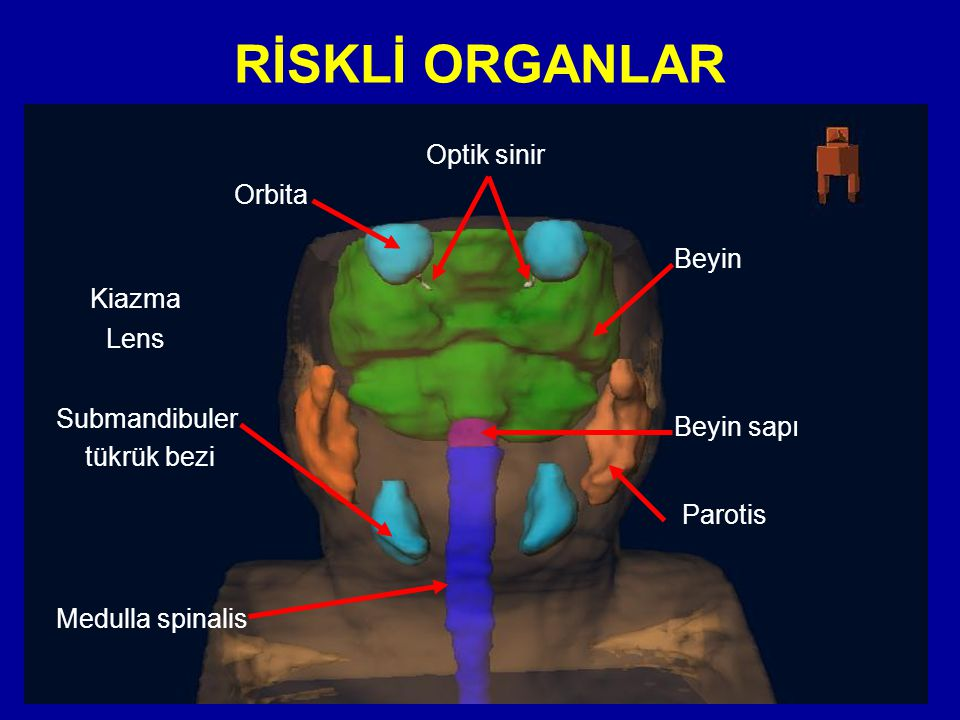 RİSKLİ ORGANLAR
Optik sinir
Orbita
Beyin
Kiazma
Lens
Submandibuler
tükrük bezi
Beyin sapı
Parotis
Medulla spinalis